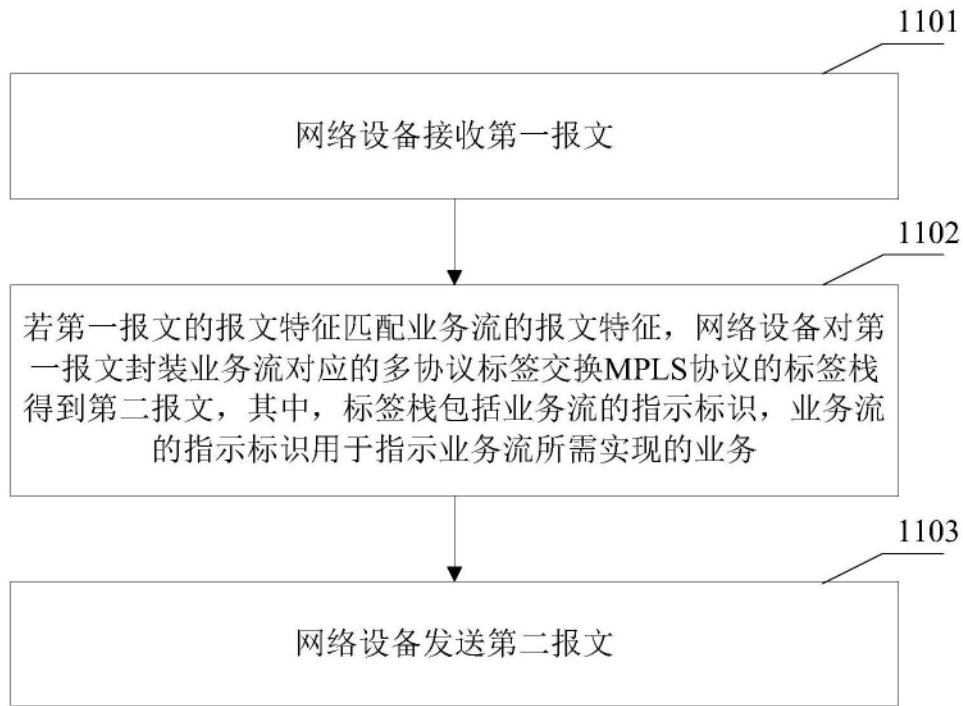 1101
网络设备接收第一报文
1102
若第一报文的报文特征匹配业务流的报文特征，网络设备对第
一报文封装业务流对应的多协议标签交换MPLS协议的标签栈
得到第二报文，其中，标签栈包括业务流的指示标识，业务流
的指示标识用于指示业务流所需实现的业务
1103
网络设备发送第二报文